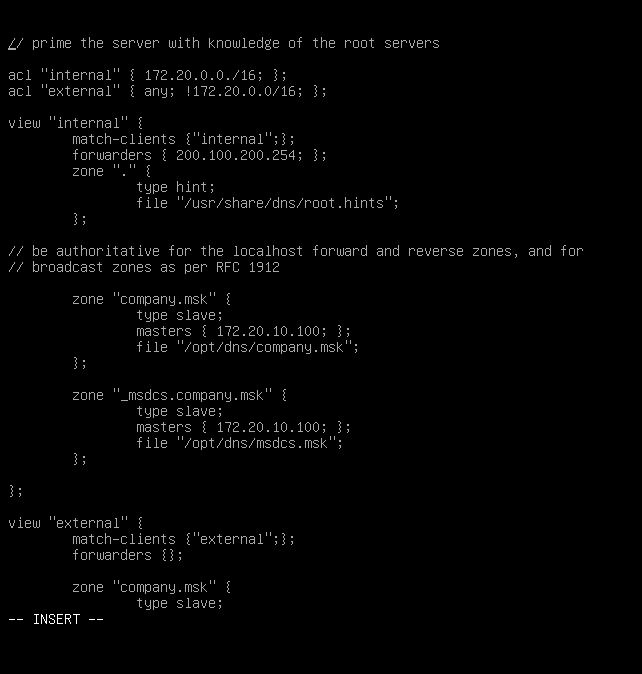 // prime the server with knowledge of the root servers
acl "internal" { 172.20.0.0./16; };
acl "external" { any; !172.20.0.0/16; };
view "internal" {
match-clients {"internal";};
forwarders { 200.100.200.254; };
zone "." {
type hint;
file "/usr/share/dns/root.hints";
};
// be authoritative for the localhost forward and reverse zones, and for
// broadcast zones as per RFC 1912
zone "company.msk" {
type slave;
masters { 172.20.10.100; };
file "/opt/dns/company.msk";
};
zone "_msdcs.company.msk" {
type slave;
masters { 172.20.10.100; };
file "/opt/dns/msdcs.msk";
};
};
view "external" {
match-clients {"external";};
forwarders {};
zone "company.msk" {
type slave;
-- INSERT --